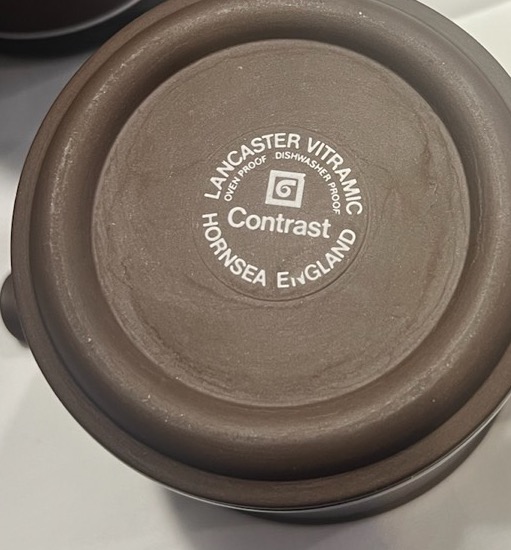 LANCASTER VITRAMIC
OVEN PROOF DISHWASHER PROOF
Contrast
HORNSEA ENGLAND